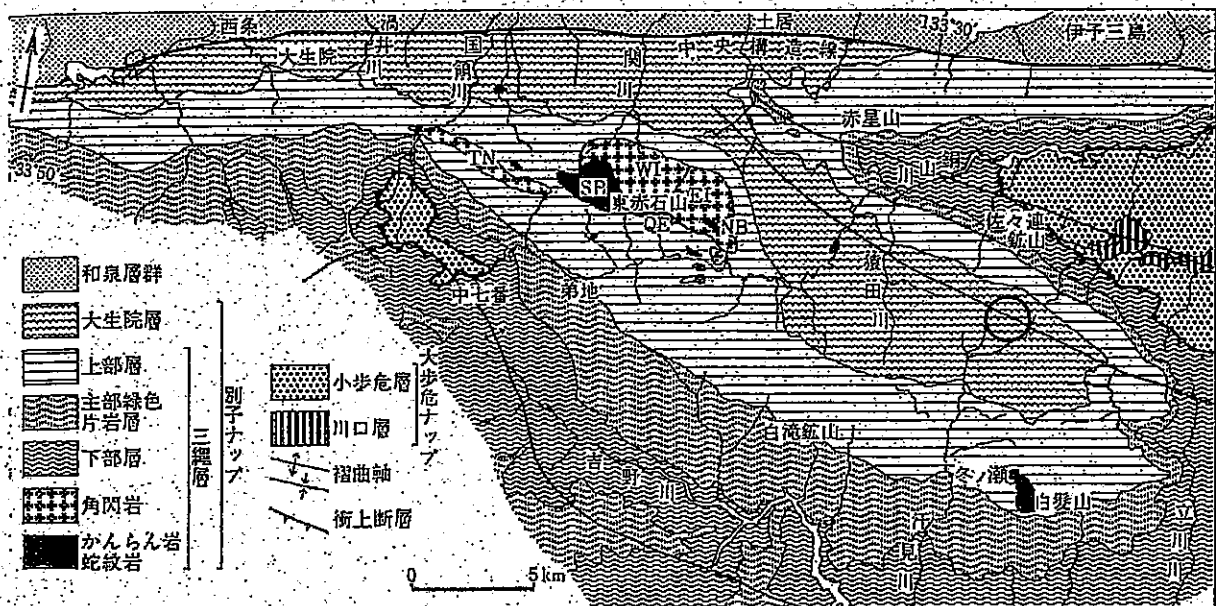 西条
渦井川
国領川
関川
土居
133°30′
伊予三島
大生院
中央構造線
赤星山
33°50′
TN
WI
SP
EI
東赤石山
QE
NB
銅山川
佐々連鉱山
中七番
弟地
猿田川
白滝鉱山
吉野川
冬ノ瀬
白髪山
汗見川
立川川
和泉層群
大生院層
上部層
主部緑色片岩層
下部層
角閃岩
かんらん岩
蛇紋岩
三縄層
別子ナップ
小歩危層
川口層
大歩危ナップ
褶曲軸
衝上断層
0 5km